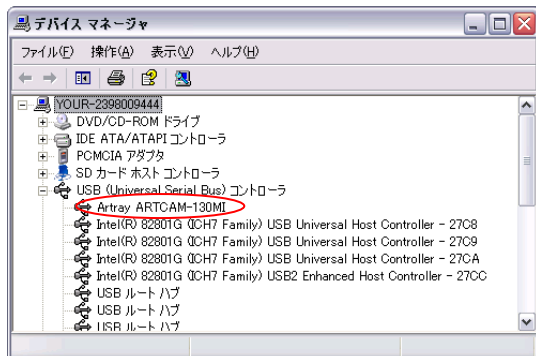 デバイス マネージャ
ファイル(F) 操作(A) 表示(V) ヘルプ(H)
YOUR-2398009444
DVD/CD-ROM ドライブ
IDE ATA/ATAPI コントローラ
PCMCIA アダプタ
SD カード ホスト コントローラ
USB (Universal Serial Bus) コントローラ
Artray ARTCAM-130MI
Intel(R) 82801G (ICH7 Family) USB Universal Host Controller - 27C8
Intel(R) 82801G (ICH7 Family) USB Universal Host Controller - 27C9
Intel(R) 82801G (ICH7 Family) USB Universal Host Controller - 27CA
Intel(R) 82801G (ICH7 Family) USB2 Enhanced Host Controller - 27CC
USB ルート ハブ
USB ルート ハブ
USB ルート ハブ